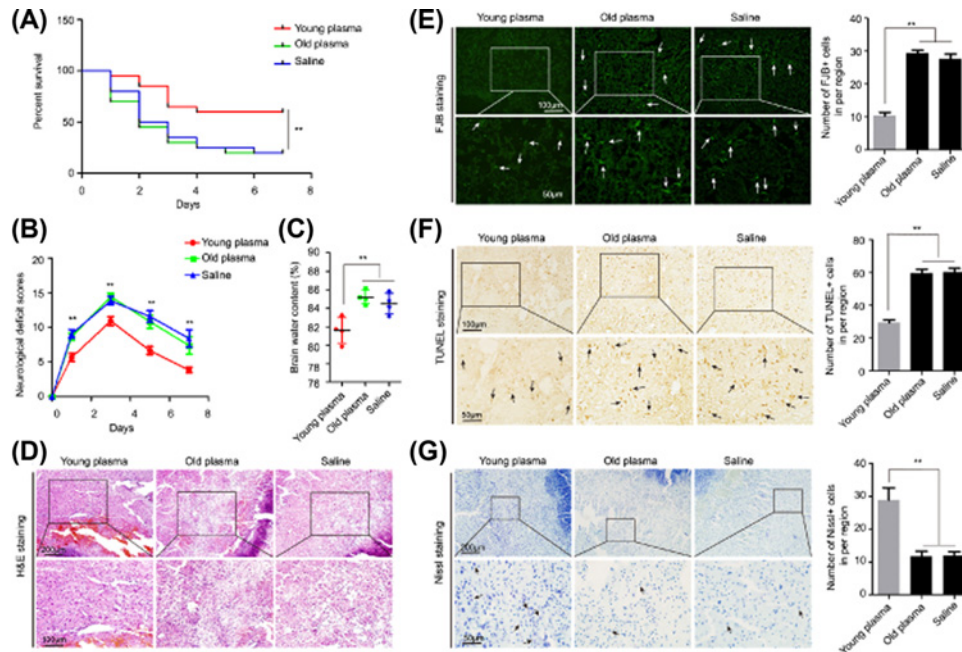 (A)
150
100
50
0
Percent survival
0 2 4 6 8
Days
Young plasma
Old plasma
Saline
**
(B)
Young plasma
Old plasma
Saline
20
15
10
5
0
Neurological deficit scores
** ** ** **
0 3 6 9
Days
(C)
**
90
88
86
84
82
80
78
76
Brain water content (%)
Young plasma
Old plasma
Saline
(D)
Young plasma Old plasma Saline
H&E staining
200μm
100μm
(E)
Young plasma Old plasma Saline
FJB staining
100μm
50μm
**
40
30
20
10
0
Number of FJB+ cells
in per region
Young plasma
Old plasma
Saline
(F)
Young plasma Old plasma Saline
TUNEL staining
100μm
50μm
**
80
60
40
20
0
Number of TUNEL+ cells
in per region
Young plasma
Old plasma
Saline
(G)
Young plasma Old plasma Saline
Nissl staining
200μm
50μm
**
40
30
20
10
0
Number of Nissl+ cells
in per region
Young plasma
Old plasma
Saline